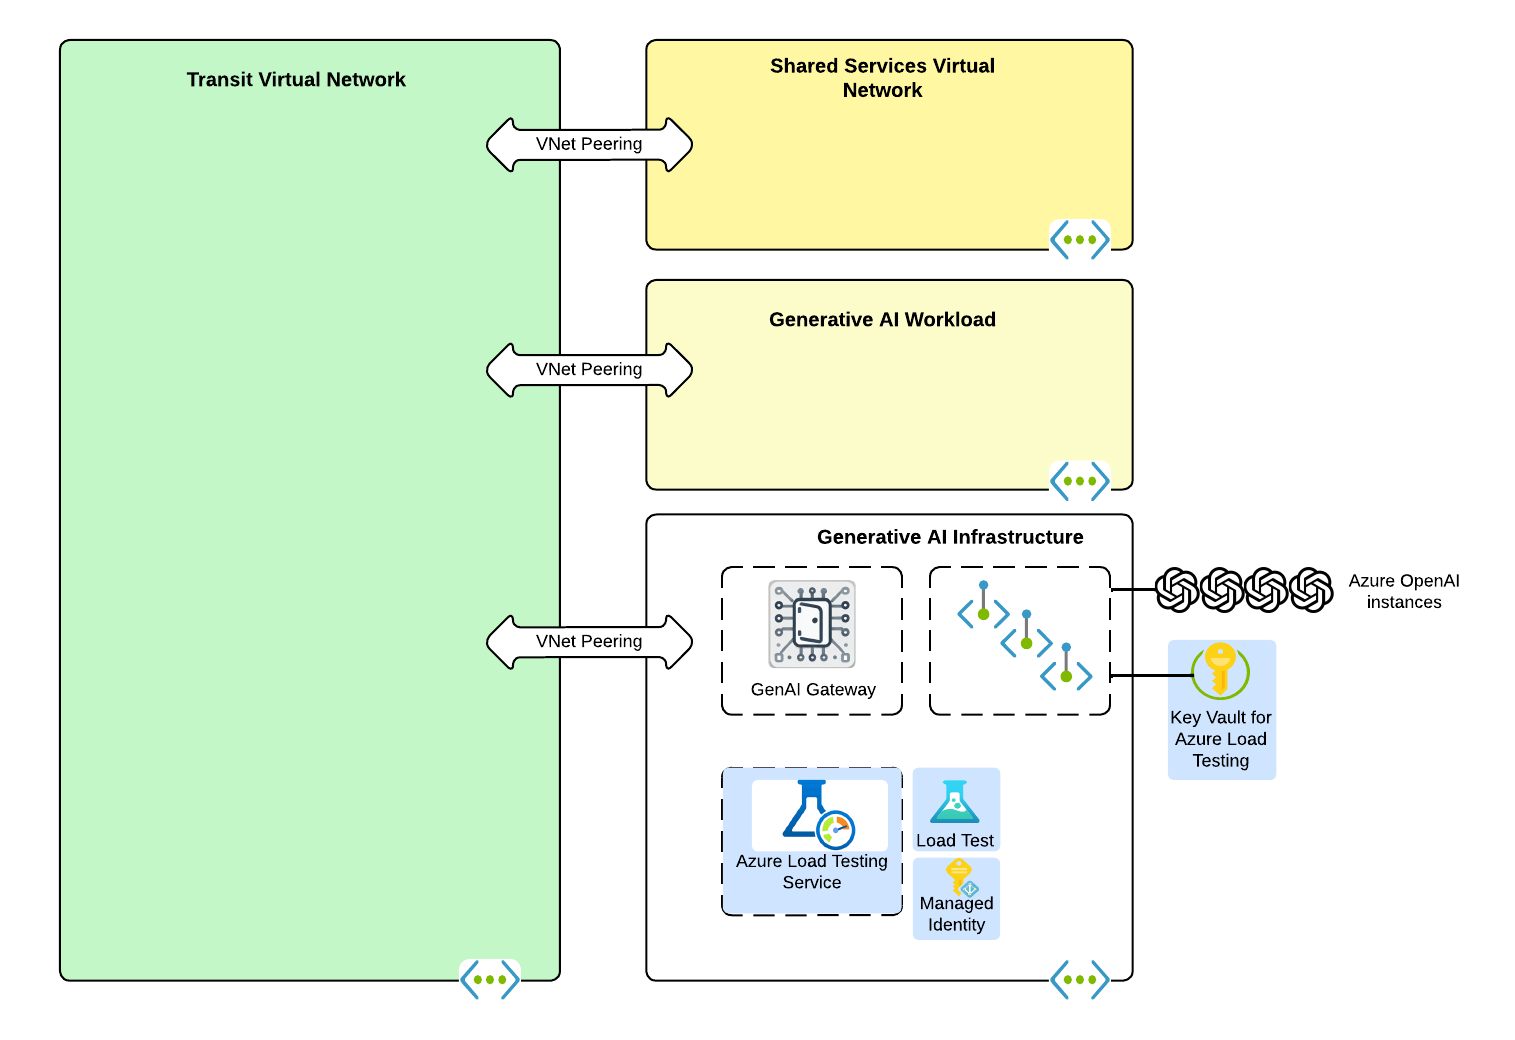 Transit Virtual Network
Shared Services Virtual
Network
VNet Peering
Generative AI Workload
VNet Peering
Generative AI Infrastructure
VNet Peering
GenAI Gateway
Azure OpenAI
instances
Key Vault for
Azure Load
Testing
Azure Load Testing
Service
Load Test
Managed
Identity